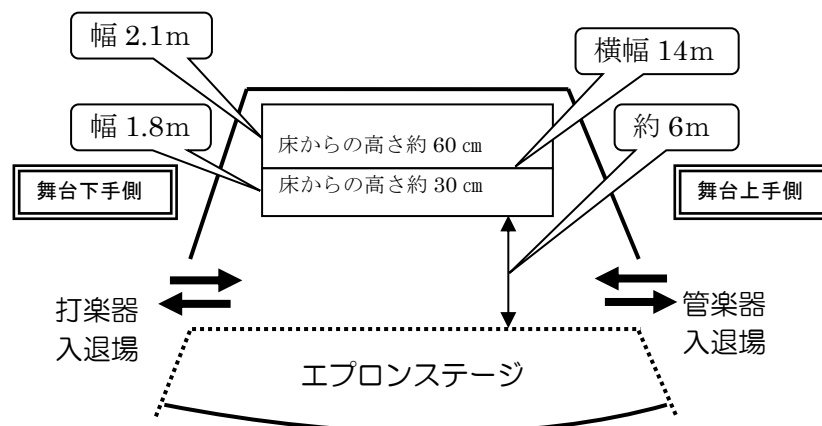 幅 2.1m
横幅 14m
幅 1.8m
約 6m
床からの高さ約 60 ㎝
床からの高さ約 30 ㎝
舞台下手側
舞台上手側
打楽器
入退場
管楽器
入退場
エプロンステージ